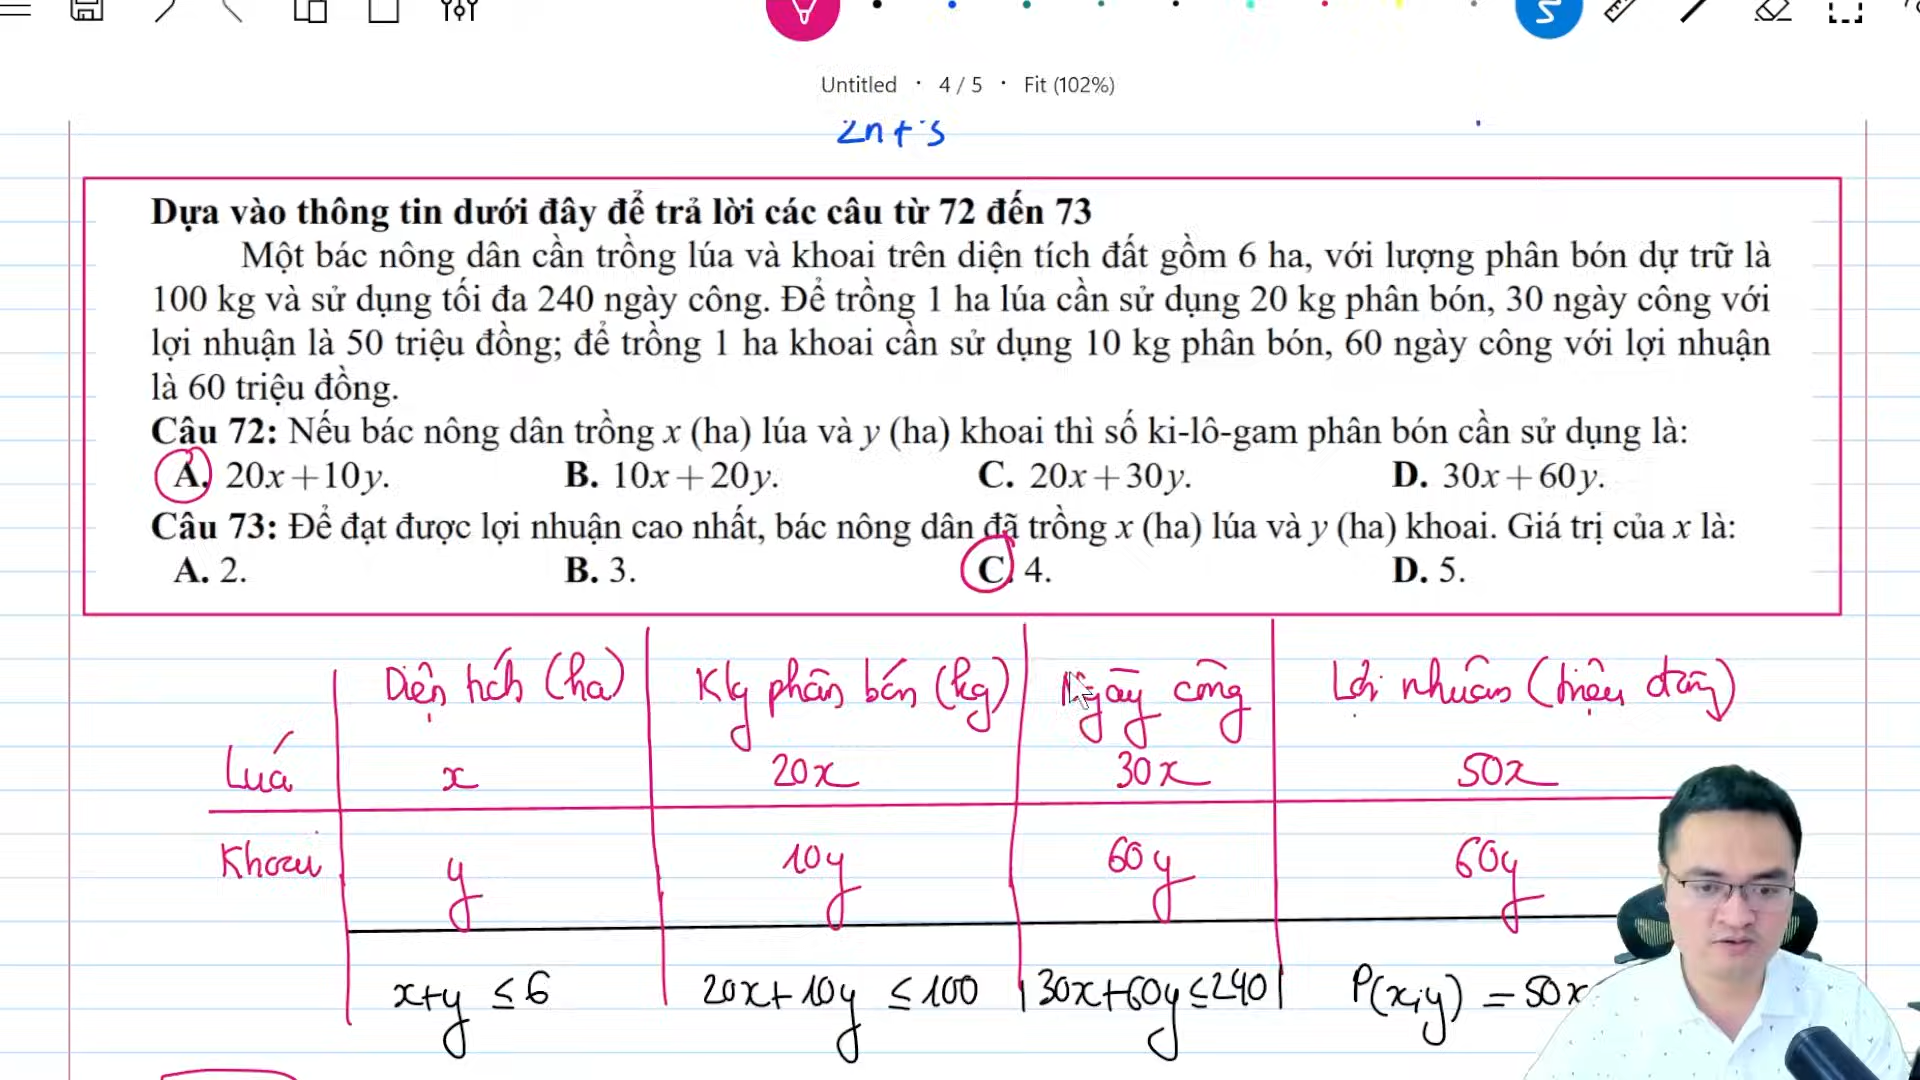 Untitled · 4 / 5 · Fit (102%)
2n+3
Dựa vào thông tin dưới đây để trả lời các câu từ 72 đến 73
Một bác nông dân cần trồng lúa và khoai trên diện tích đất gồm 6 ha, với lượng phân bón dự trữ là
100 kg và sử dụng tối đa 240 ngày công. Để trồng 1 ha lúa cần sử dụng 20 kg phân bón, 30 ngày công với
lợi nhuận là 50 triệu đồng; để trồng 1 ha khoai cần sử dụng 10 kg phân bón, 60 ngày công với lợi nhuận
là 60 triệu đồng.
Câu 72: Nếu bác nông dân trồng x (ha) lúa và y (ha) khoai thì số ki-lô-gam phân bón cần sử dụng là:
A. 20x+10y. B. 10x+20y. C. 20x+30y. D. 30x+60y.
Câu 73: Để đạt được lợi nhuận cao nhất, bác nông dân đã trồng x (ha) lúa và y (ha) khoai. Giá trị của x là:
A. 2. B. 3. C. 4. D. 5.
Diện tích (ha) Klg phân bón (kg) Ngày công Lợi nhuận (triệu đồng)
Luá x 20x 30x 50x
Khoai y 10y 60y 60y
x+y ≤ 6 20x+10y ≤ 100 30x+60y ≤ 240 P(x,y) = 50x